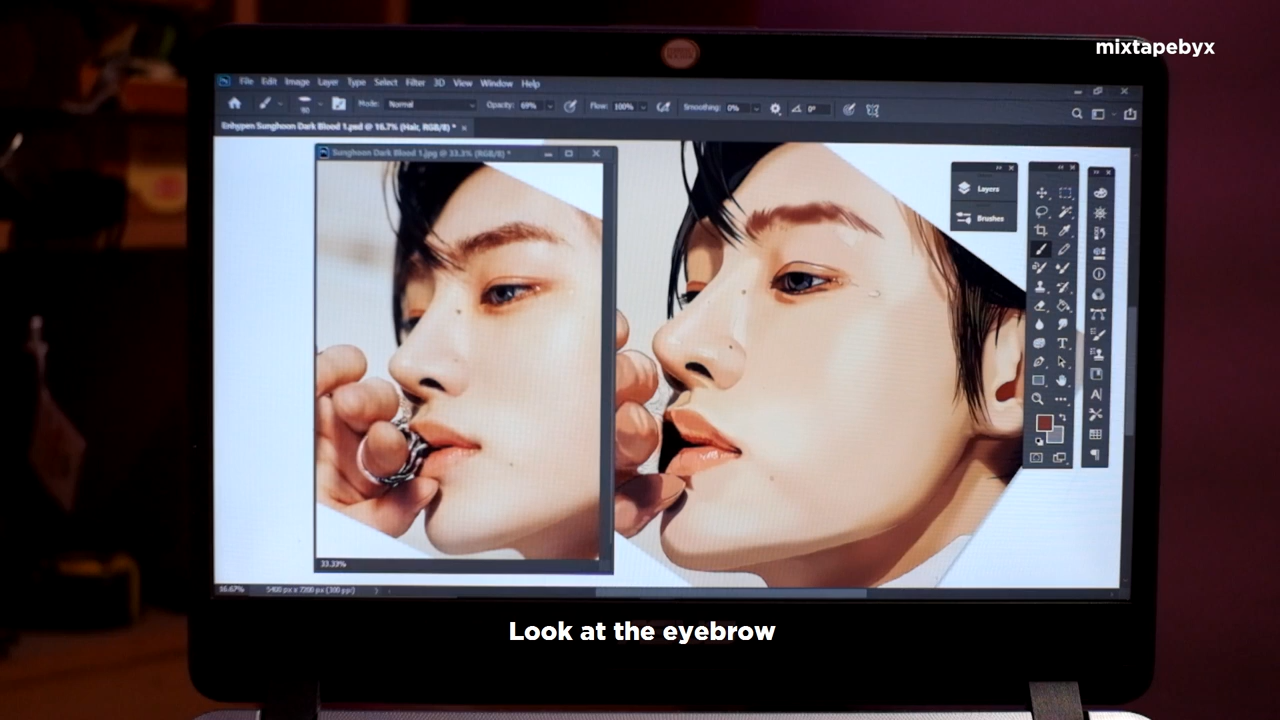 mixtapebyx
File Edit Image Layer Type Select Filter 3D View Window Help
Mode: Normal Opacity: 69% Flow: 100% Smoothing: 0% 0°
Enhypen Sunghoon Dark Blood 1.psd @ 16.7% (Hair, RGB/8) *
Sunghoon Dark Blood 1.jpg @ 33.3% (RGB/8) *
Layers
Brushes
33.33%
16.67% 5400 px x 7200 px (300 ppi)
Look at the eyebrow